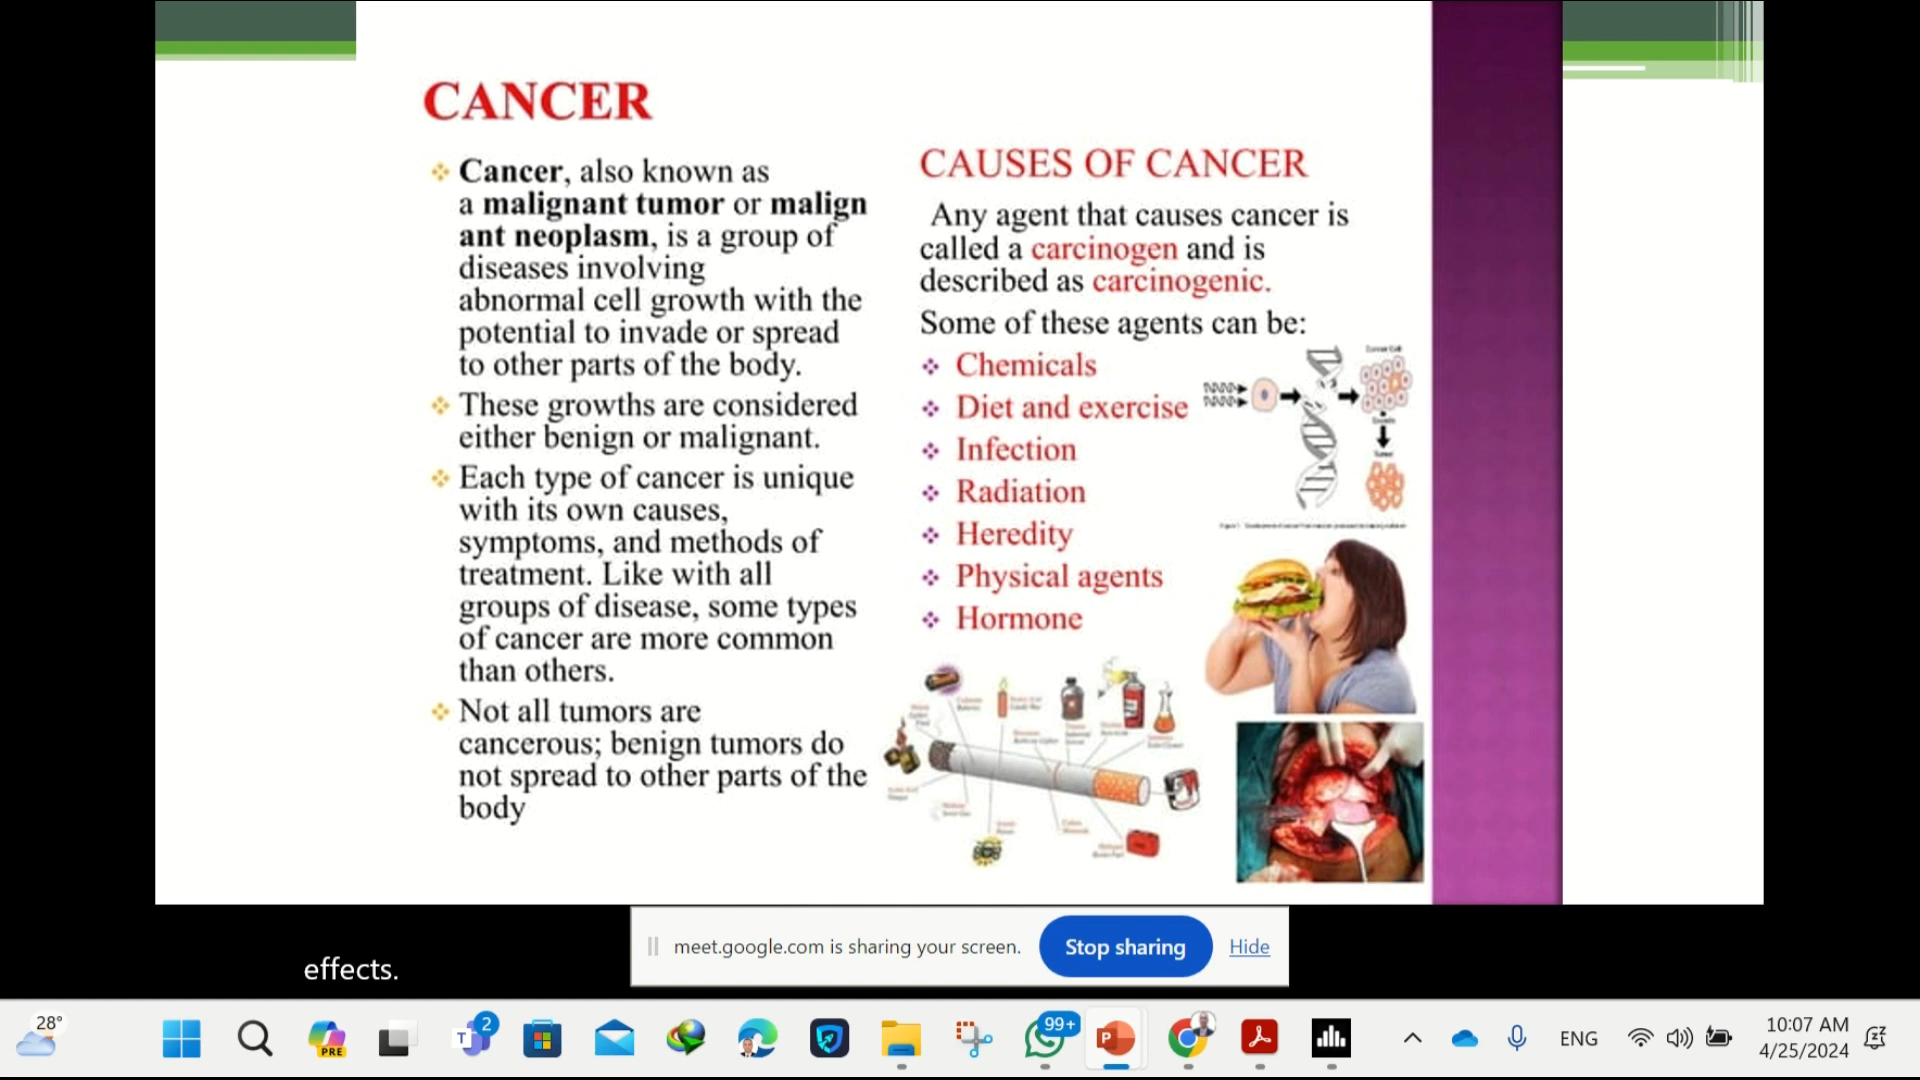 CANCER
Cancer, also known as
a malignant tumor or malign
ant neoplasm, is a group of
diseases involving
abnormal cell growth with the
potential to invade or spread
to other parts of the body.
These growths are considered
either benign or malignant.
Each type of cancer is unique
with its own causes,
symptoms, and methods of
treatment. Like with all
groups of disease, some types
of cancer are more common
than others.
Not all tumors are
cancerous; benign tumors do
not spread to other parts of the
body
CAUSES OF CANCER
Any agent that causes cancer is
called a carcinogen and is
described as carcinogenic.
Some of these agents can be:
Chemicals
Diet and exercise
Infection
Radiation
Heredity
Physical agents
Hormone
effects.
meet.google.com is sharing your screen.
Stop sharing
Hide
28°
PRE
2
99+
ENG
10:07 AM
4/25/2024